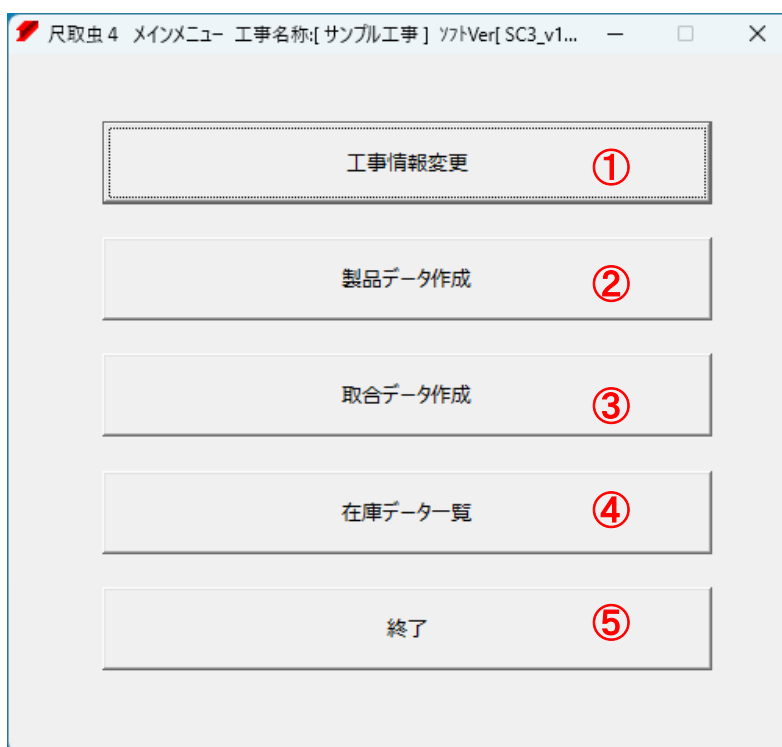 尺取虫４ メインメニュー 工事名称:[ サンプル工事 ] ソフトVer[ SC3_v1...
工事情報変更 ①
製品データ作成 ②
取合データ作成 ③
在庫データ一覧 ④
終了 ⑤